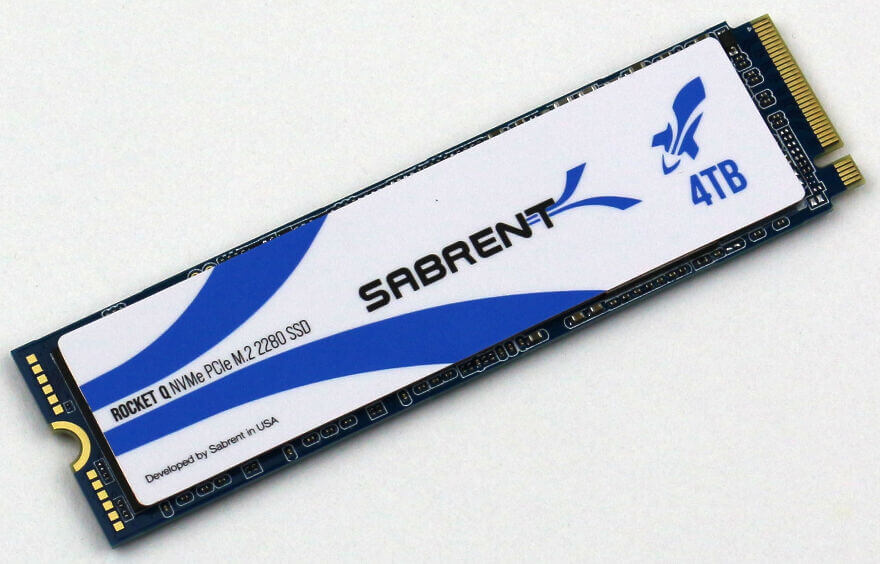 SABRENT
4TB
ROCKET Q NVMe PCIe M.2 2280 SSD
Developed by Sabrent in USA